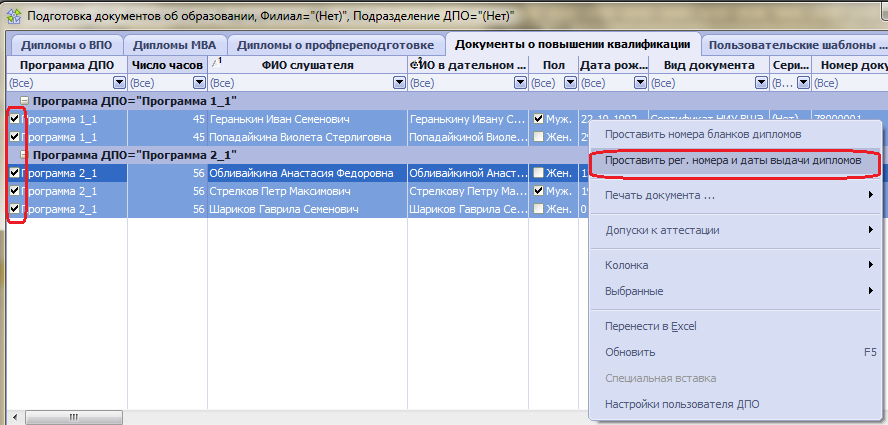 Подготовка документов об образовании, Филиал="(Нет)", Подразделение ДПО="(Нет)"
Дипломы о ВПО Дипломы МВА Дипломы о профпереподготовке Документы о повышении квалификации Пользовательские шаблоны ...
Программа ДПО Число часов 1 ФИО слушателя 2 ФИО в дательном ... Пол Дата рож... Вид документа Сери... Номер доку
(Все) (Все) (Все) (Все) (Все) (Все) (Все) (В... (Все)
Программа ДПО="Программа 1_1"
Программа 1_1 45 Геранькин Иван Семенович Геранькину Ивану С... Муж. 22.10.1992 Сертификат НИУ ВШЭ (Нет) 78000001
Программа 1_1 45 Попадайкина Виолета Стерлиговна Попадайкиной Виоле... Жен. 2
Программа ДПО="Программа 2_1"
Программа 2_1 56 Обливайкина Анастасия Федоровна Обливайкиной Анаст... Жен. 1
Программа 2_1 56 Стрелков Петр Максимович Стрелкову Петру Ма... Муж. 19
Программа 2_1 56 Шариков Гаврила Семенович Шариков Гаврила Се... Жен. 0
Проставить номера бланков дипломов
Проставить рег. номера и даты выдачи дипломов
Печать документа ...
Допуски к аттестации
Колонка
Выбранные
Перенести в Excel
Обновить F5
Специальная вставка
Настройки пользователя ДПО